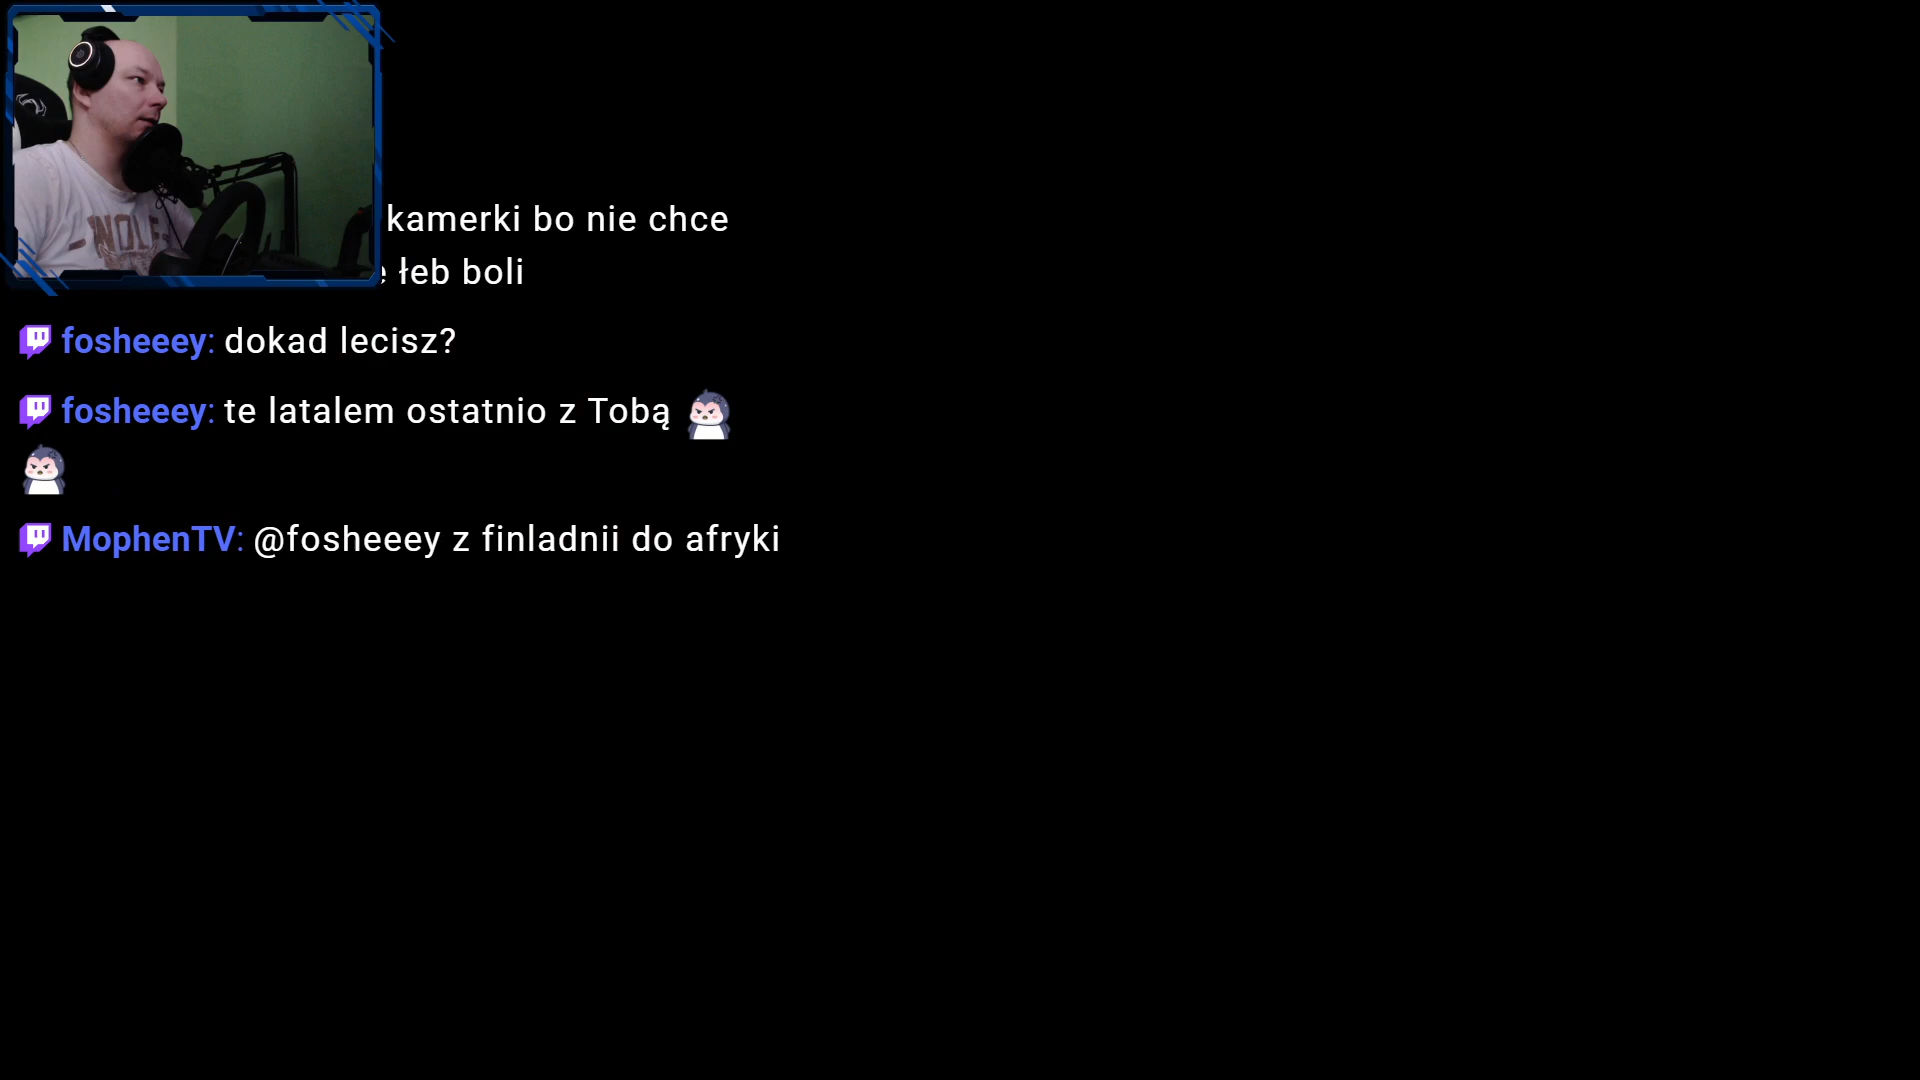 kamerki bo nie chce
łeb boli
fosheeey: dokad lecisz?
fosheeey: te latalem ostatnio z Tobą
MophenTV: @fosheeey z finladnii do afryki